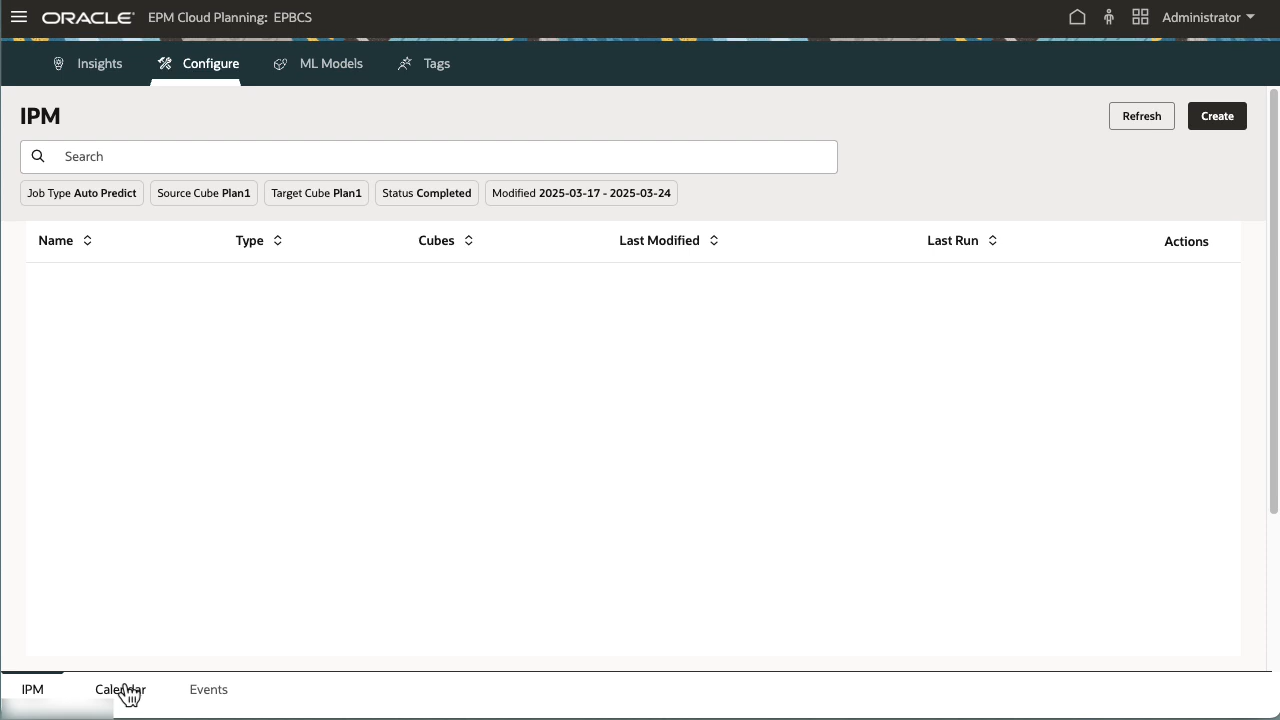 ORACLE EPM Cloud Planning: EPBCS Administrator
Insights Configure ML Models Tags
IPM Refresh Create
Search
Job Type Auto Predict Source Cube Plan1 Target Cube Plan1 Status Completed Modified 2025-03-17 - 2025-03-24
Name Type Cubes Last Modified Last Run Actions
IPM Calendar Events